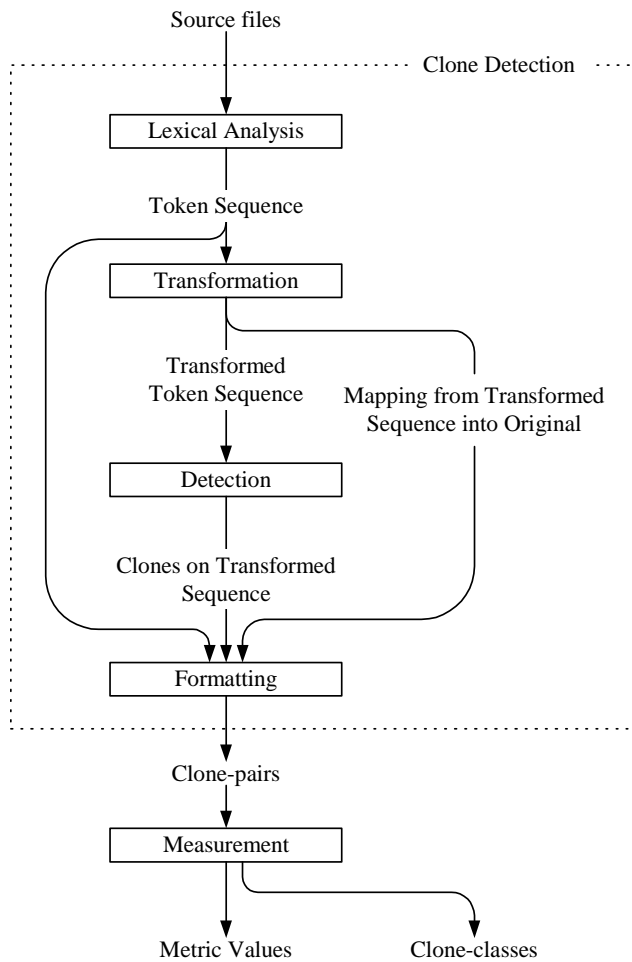 Source files
Clone Detection
Lexical Analysis
Token Sequence
Transformation
Transformed
Token Sequence
Mapping from Transformed
Sequence into Original
Detection
Clones on Transformed
Sequence
Formatting
Clone-pairs
Measurement
Metric Values
Clone-classes